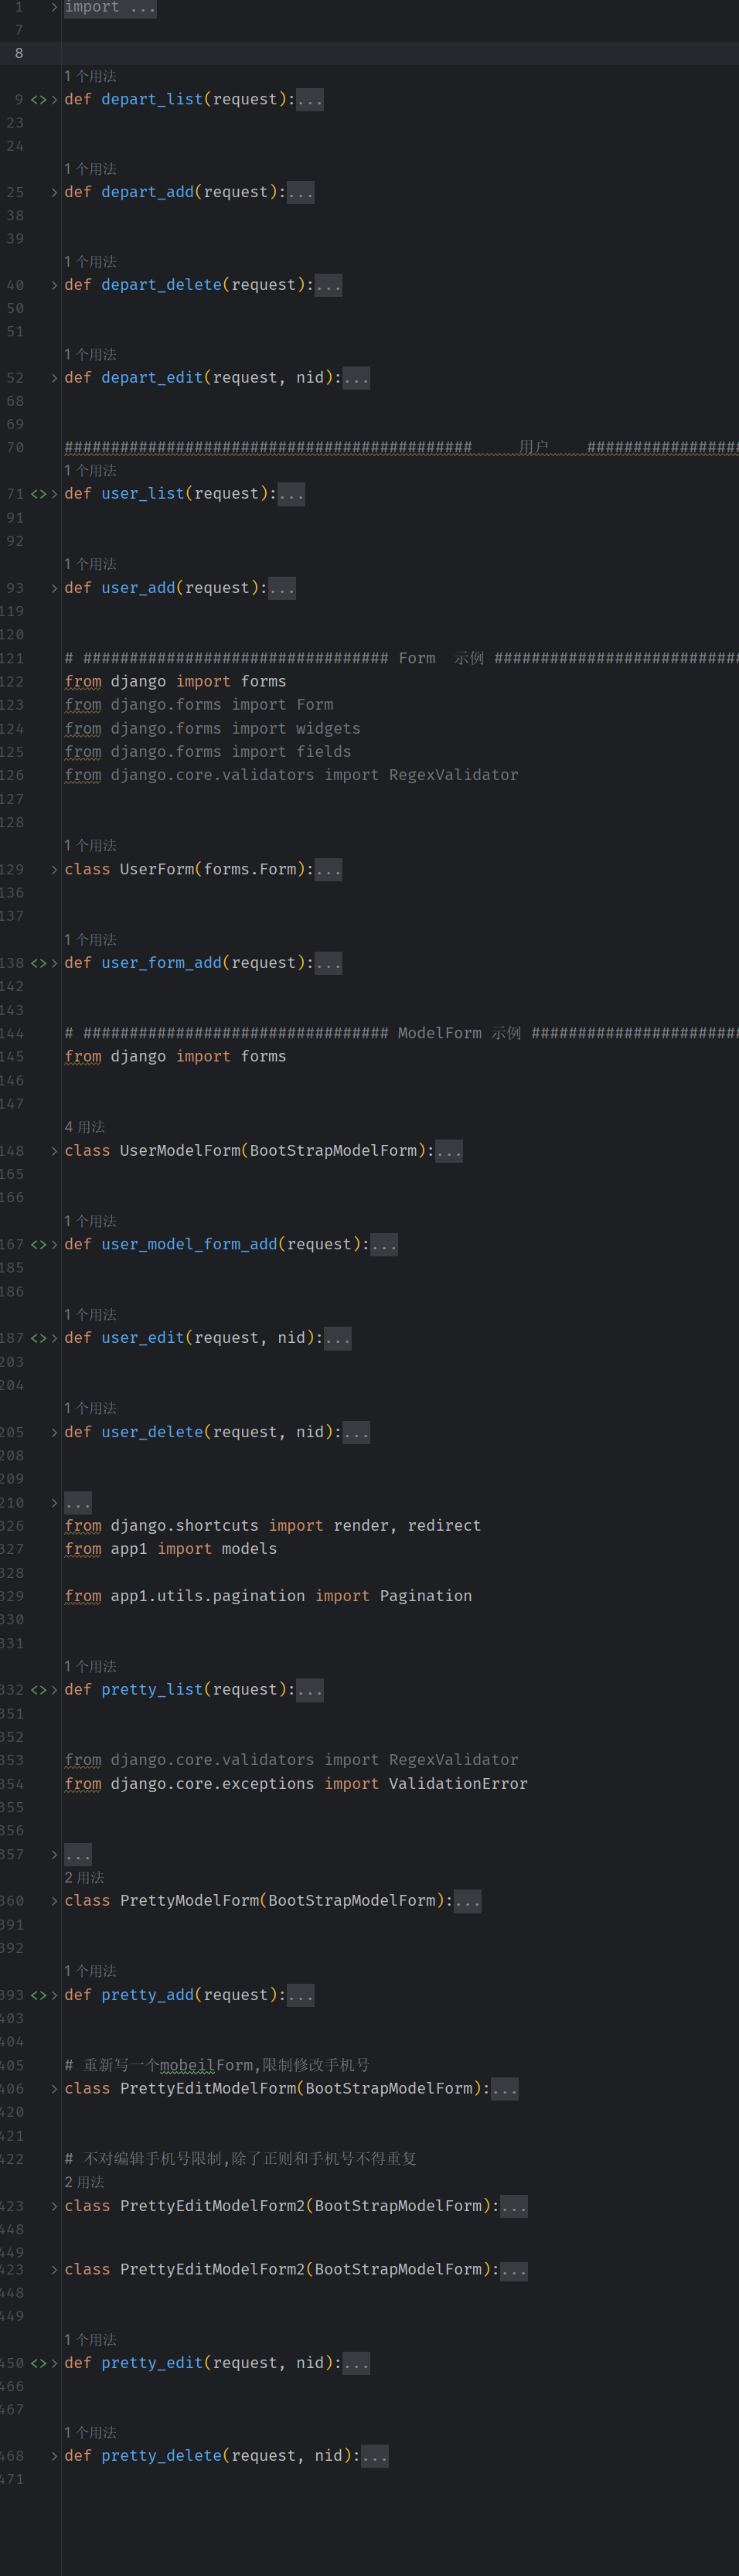 1 import ...
7
8
1 个用法
9 <> def depart_list(request):...
23
24
1 个用法
25 def depart_add(request):...
38
39
1 个用法
40 def depart_delete(request):...
50
51
1 个用法
52 def depart_edit(request, nid):...
68
69
70 ############################################     用户    #################
1 个用法
71 <> def user_list(request):...
91
92
1 个用法
93 def user_add(request):...
119
120
121 # ################################# Form  示例 ###########################
122 from django import forms
123 from django.forms import Form
124 from django.forms import widgets
125 from django.forms import fields
126 from django.core.validators import RegexValidator
127
128
1 个用法
129 class UserForm(forms.Form):...
136
137
1 个用法
138 <> def user_form_add(request):...
142
143
144 # ################################# ModelForm 示例 #######################
145 from django import forms
146
147
4 用法
148 class UserModelForm(BootStrapModelForm):...
165
166
1 个用法
167 <> def user_model_form_add(request):...
185
186
1 个用法
187 <> def user_edit(request, nid):...
203
204
1 个用法
205 def user_delete(request, nid):...
208
209
210 ...
326 from django.shortcuts import render, redirect
327 from app1 import models
328
329 from app1.utils.pagination import Pagination
330
331
1 个用法
332 <> def pretty_list(request):...
351
352
353 from django.core.validators import RegexValidator
354 from django.core.exceptions import ValidationError
355
356
357 ...
2 用法
360 class PrettyModelForm(BootStrapModelForm):...
391
392
1 个用法
393 <> def pretty_add(request):...
403
404
405 # 重新写一个mobeilForm,限制修改手机号
406 class PrettyEditModelForm(BootStrapModelForm):...
420
421
422 # 不对编辑手机号限制,除了正则和手机号不得重复
2 用法
423 class PrettyEditModelForm2(BootStrapModelForm):...
448
449
423 class PrettyEditModelForm2(BootStrapModelForm):...
448
449
1 个用法
450 <> def pretty_edit(request, nid):...
466
467
1 个用法
468 def pretty_delete(request, nid):...
471